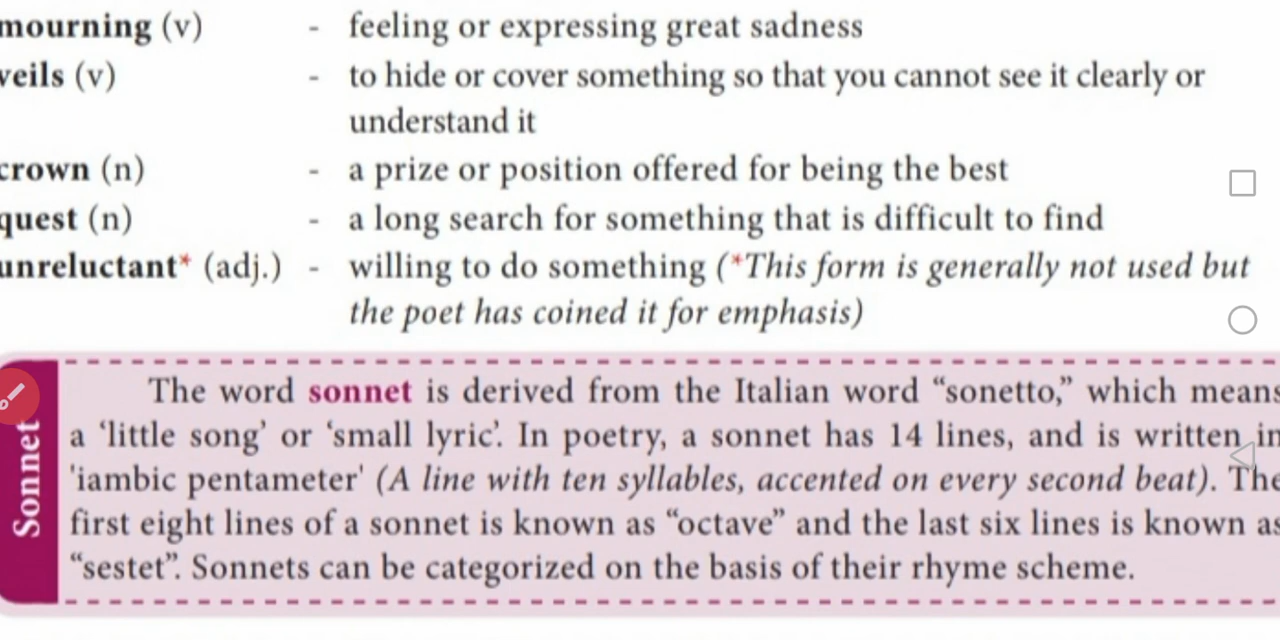 mourning (v) - feeling or expressing great sadness
veils (v) - to hide or cover something so that you cannot see it clearly or
understand it
crown (n) - a prize or position offered for being the best
quest (n) - a long search for something that is difficult to find
unreluctant* (adj.) - willing to do something (*This form is generally not used but
the poet has coined it for emphasis)
Sonnet
The word sonnet is derived from the Italian word “sonetto,” which means
a ‘little song’ or ‘small lyric’. In poetry, a sonnet has 14 lines, and is written in
'iambic pentameter' (A line with ten syllables, accented on every second beat). The
first eight lines of a sonnet is known as “octave” and the last six lines is known as
“sestet”. Sonnets can be categorized on the basis of their rhyme scheme.